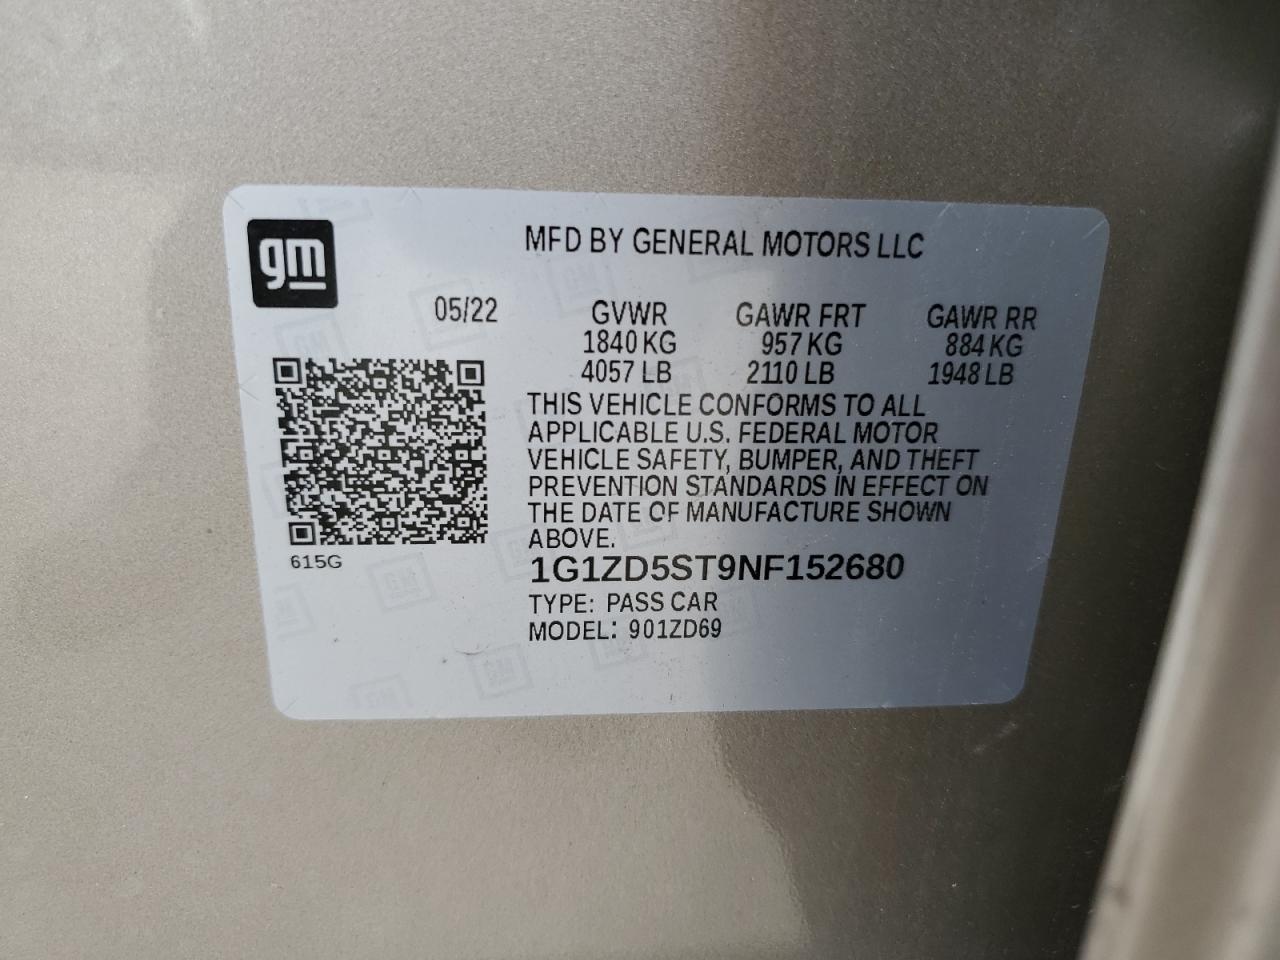 gm
MFD BY GENERAL MOTORS LLC
05/22
GVWR GAWR FRT GAWR RR
1840 KG 957 KG 884 KG
4057 LB 2110 LB 1948 LB
THIS VEHICLE CONFORMS TO ALL
APPLICABLE U.S. FEDERAL MOTOR
VEHICLE SAFETY, BUMPER, AND THEFT
PREVENTION STANDARDS IN EFFECT ON
THE DATE OF MANUFACTURE SHOWN
ABOVE.
615G
1G1ZD5ST9NF152680
TYPE: PASS CAR
MODEL: 901ZD69